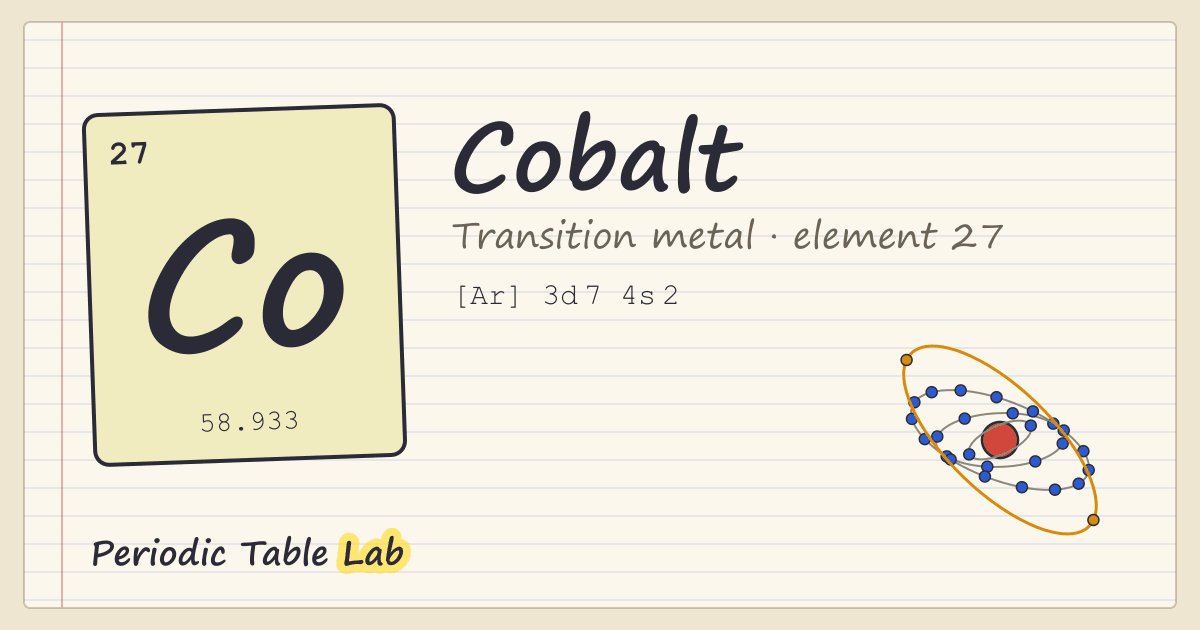 27
Co
58.933
Cobalt
Transition metal · element 27
[Ar] 3d7 4s2
Periodic Table Lab